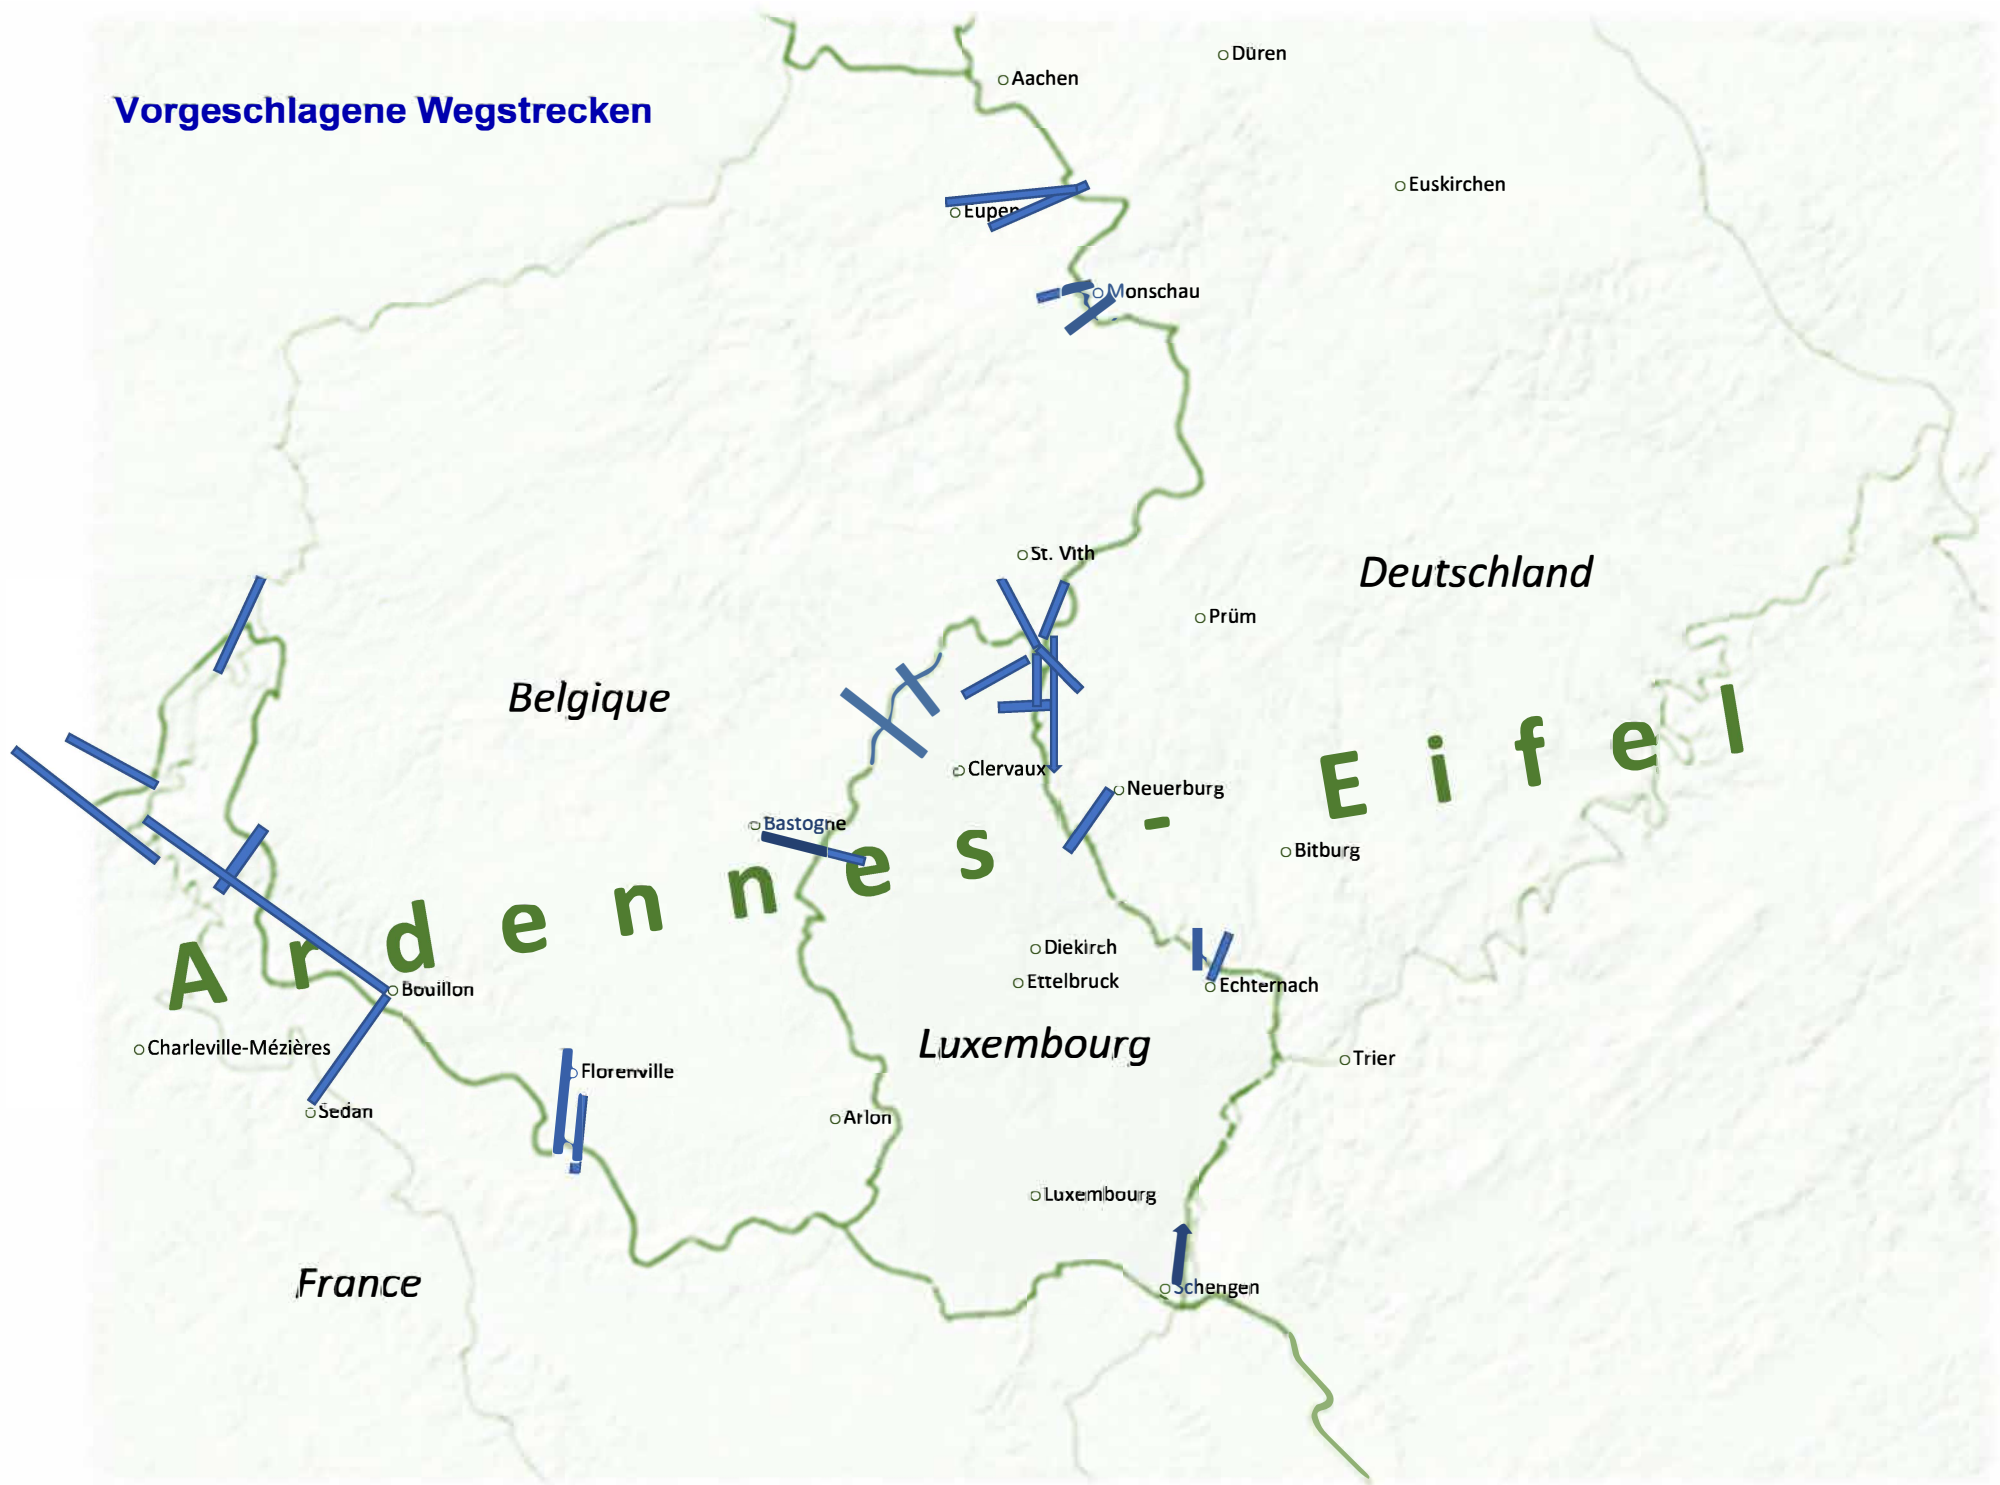 Düren
Aachen
Vorgeschlagene Wegstrecken
Euskirchen
Eupen
Monschau
St. Vith
Deutschland
Prüm
Belgique
Clervaux
Neuerburg
Bastogne
Bitburg
Ardennes - Eifel
Diekirch
Ettelbruck
Echternach
Bouillon
Luxembourg
Charleville-Mézières
Trier
Florenville
Sedan
Arlon
Luxembourg
France
Schengen